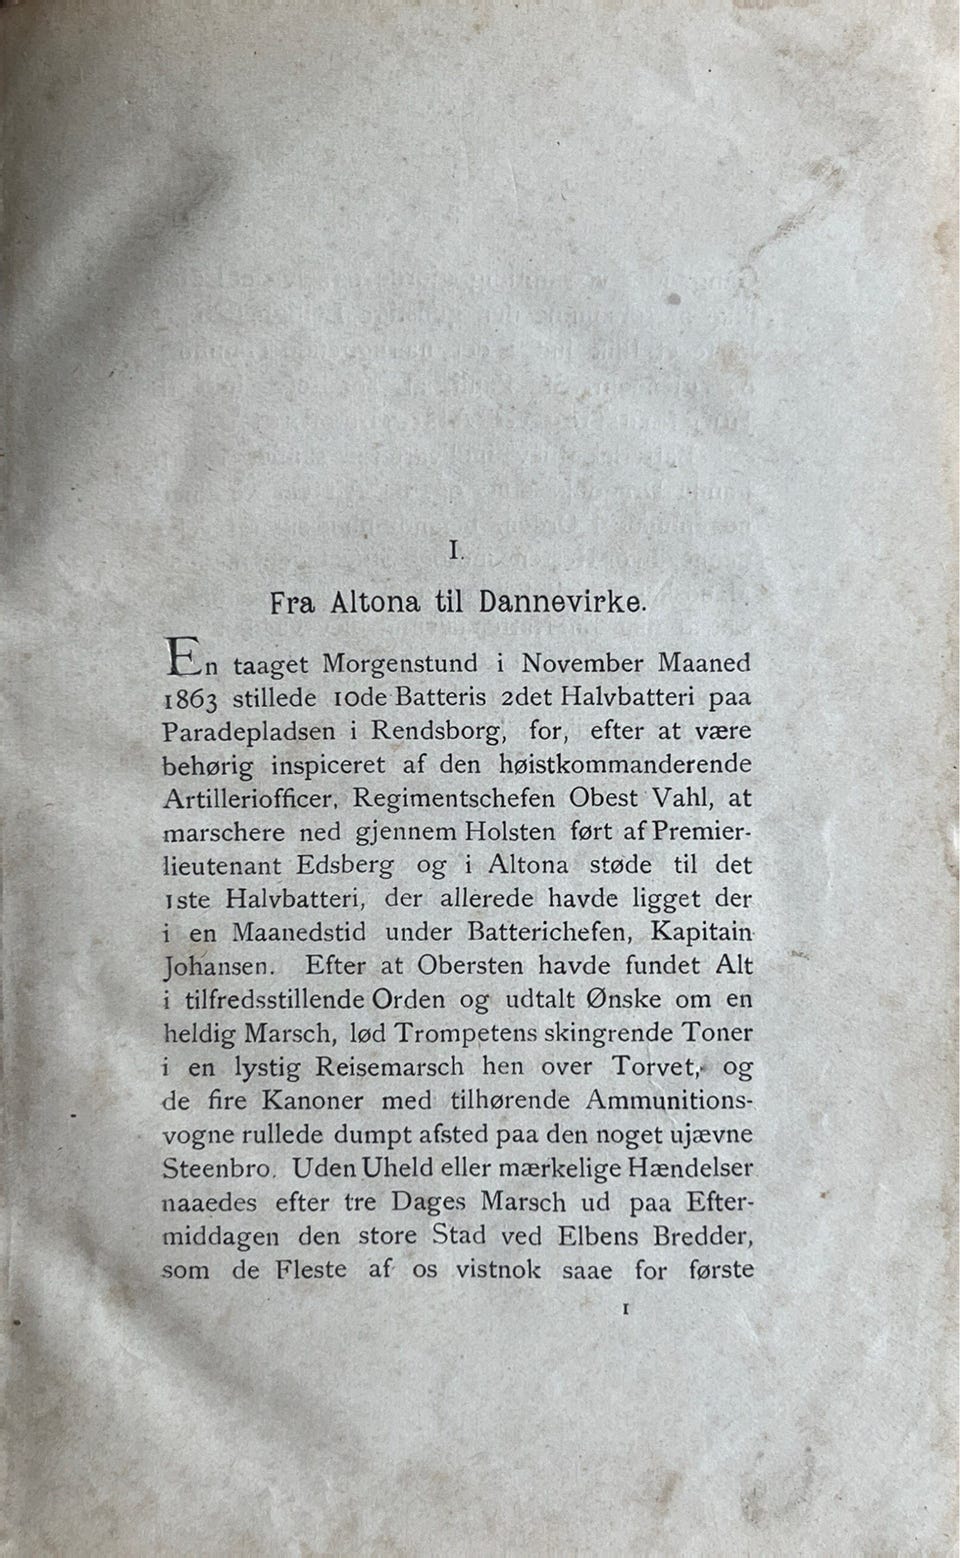 I.
Fra Altona til Dannevirke.
En taaget Morgenstund i November Maaned
1863 stillede 10de Batteris 2det Halvbatteri paa
Paradepladsen i Rendsborg, for, efter at være
behørig inspiceret af den høistkommanderende
Artilleriofficer, Regimentschefen Obest Vahl, at
marschere ned gjennem Holsten ført af Premier-
lieutenant Edsberg og i Altona støde til det
1ste Halvbatteri, der allerede havde ligget der
i en Maanedstid under Batterichefen, Kapitain
Johansen. Efter at Obersten havde fundet Alt
i tilfredsstillende Orden og udtalt Ønske om en
heldig Marsch, lød Trompetens skingrende Toner
i en lystig Reisemarsch hen over Torvet, og
de fire Kanoner med tilhørende Ammunitions-
vogne rullede dumpt afsted paa den noget ujævne
Steenbro. Uden Uheld eller mærkelige Hændelser
naaedes efter tre Dages Marsch ud paa Efter-
middagen den store Stad ved Elbens Bredder,
som de Fleste af os vistnok saae for første
1